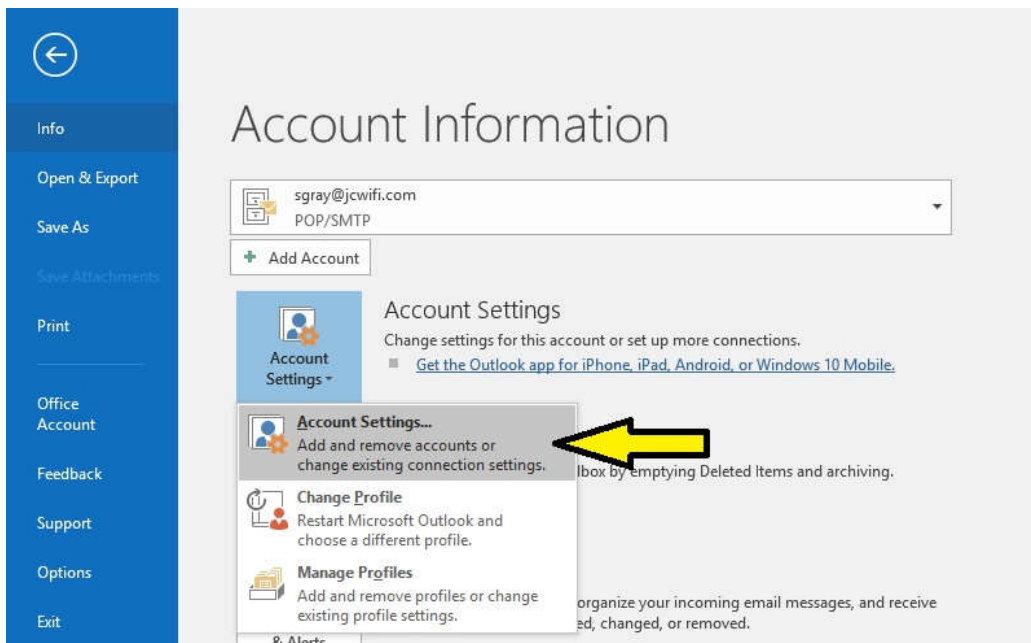 Info
Open & Export
Save As
Save Attachments
Print
Office
Account
Feedback
Support
Options
Exit
Account Information
sgray@jcwifi.com
POP/SMTP
Add Account
Account
Settings
Account Settings
Change settings for this account or set up more connections.
Get the Outlook app for iPhone, iPad, Android, or Windows 10 Mobile.
Account Settings...
Add and remove accounts or
change existing connection settings.
Change Profile
Restart Microsoft Outlook and
choose a different profile.
Manage Profiles
Add and remove profiles or change
existing profile settings.
lbox by emptying Deleted Items and archiving.
organize your incoming email messages, and receive
ed, changed, or removed.
& Alerts